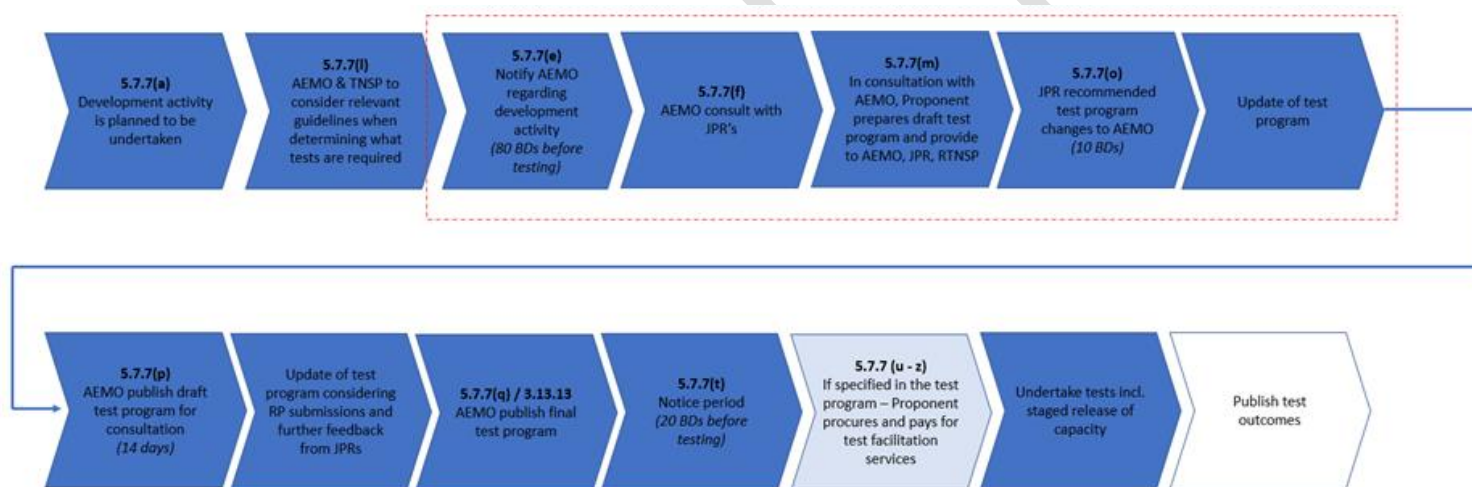 5.7.7(a)
Development activity
is planned to be
undertaken
5.7.7(l)
AEMO & TNSP to
consider relevant
guidelines when
determining what
tests are required
5.7.7(e)
Notify AEMO
regarding
development
activity
(80 BDs before
testing)
5.7.7(f)
AEMO consult with
JPR's
5.7.7(m)
In consultation with
AEMO, Proponent
prepares draft test
program and provide
to AEMO, JPR, RTNSP
5.7.7(o)
JPR recommended
test program
changes to AEMO
(10 BDs)
Update of test
program
5.7.7(p)
AEMO publish draft
test program for
consultation
(14 days)
Update of test
program considering
RP submissions and
further feedback
from JPRs
5.7.7(q) / 3.13.13
AEMO publish final
test program
5.7.7(t)
Notice period
(20 BDs before
testing)
5.7.7 (u - z)
If specified in the test
program – Proponent
procures and pays for
test facilitation
services
Undertake tests incl.
staged release of
capacity
Publish test
outcomes